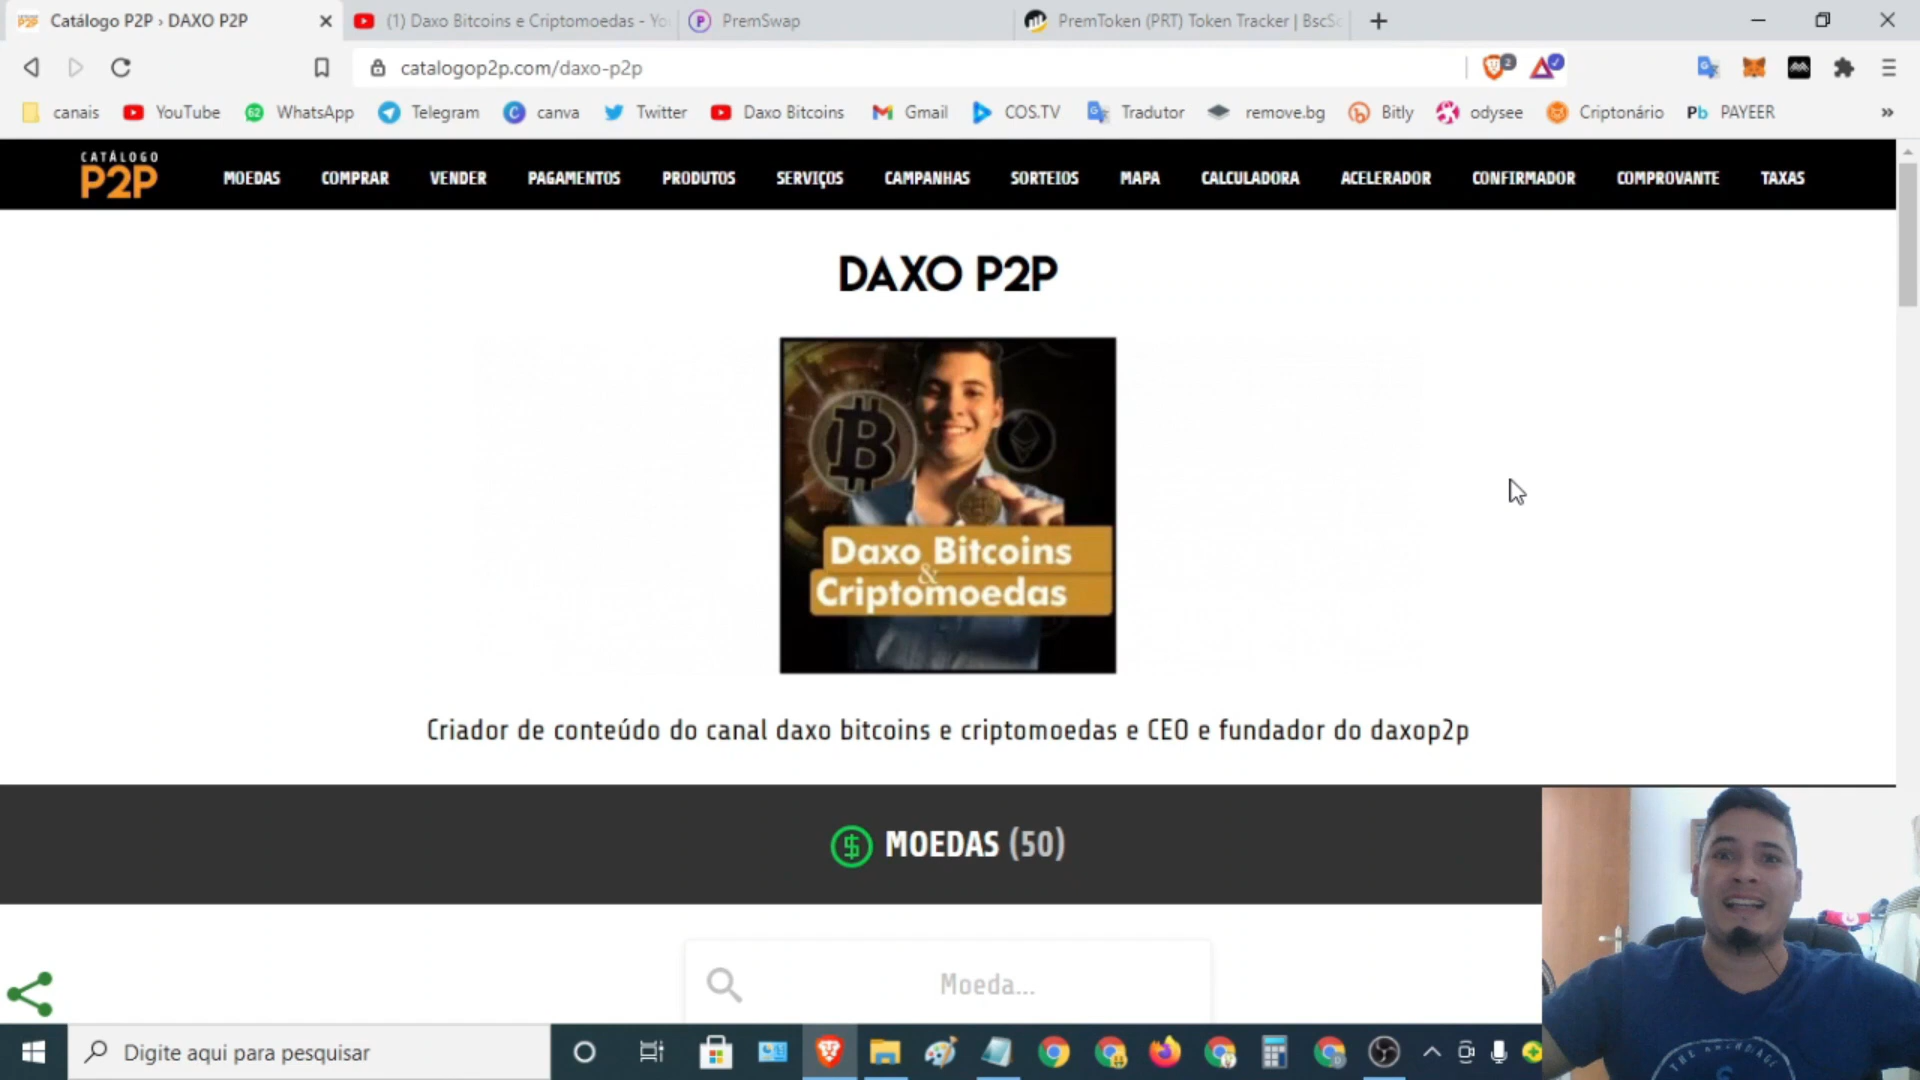 Catálogo P2P › DAXO P2P
(1) Daxo Bitcoins e Criptomoedas - Yo
PremSwap
PremToken (PRT) Token Tracker | BscSc
catalogop2p.com/daxo-p2p
2
canais
YouTube
62
WhatsApp
Telegram
canva
Twitter
Daxo Bitcoins
Gmail
COS.TV
Tradutor
remove.bg
Bitly
odysee
Criptonário
Pb PAYEER
»
CATÁLOGO
P2P
MOEDAS
COMPRAR
VENDER
PAGAMENTOS
PRODUTOS
SERVIÇOS
CAMPANHAS
SORTEIOS
MAPA
CALCULADORA
ACELERADOR
CONFIRMADOR
COMPROVANTE
TAXAS
DAXO P2P
Daxo Bitcoins
&
Criptomoedas
Criador de conteúdo do canal daxo bitcoins e criptomoedas e CEO e fundador do daxop2p
MOEDAS (50)
Moeda...
Digite aqui para pesquisar